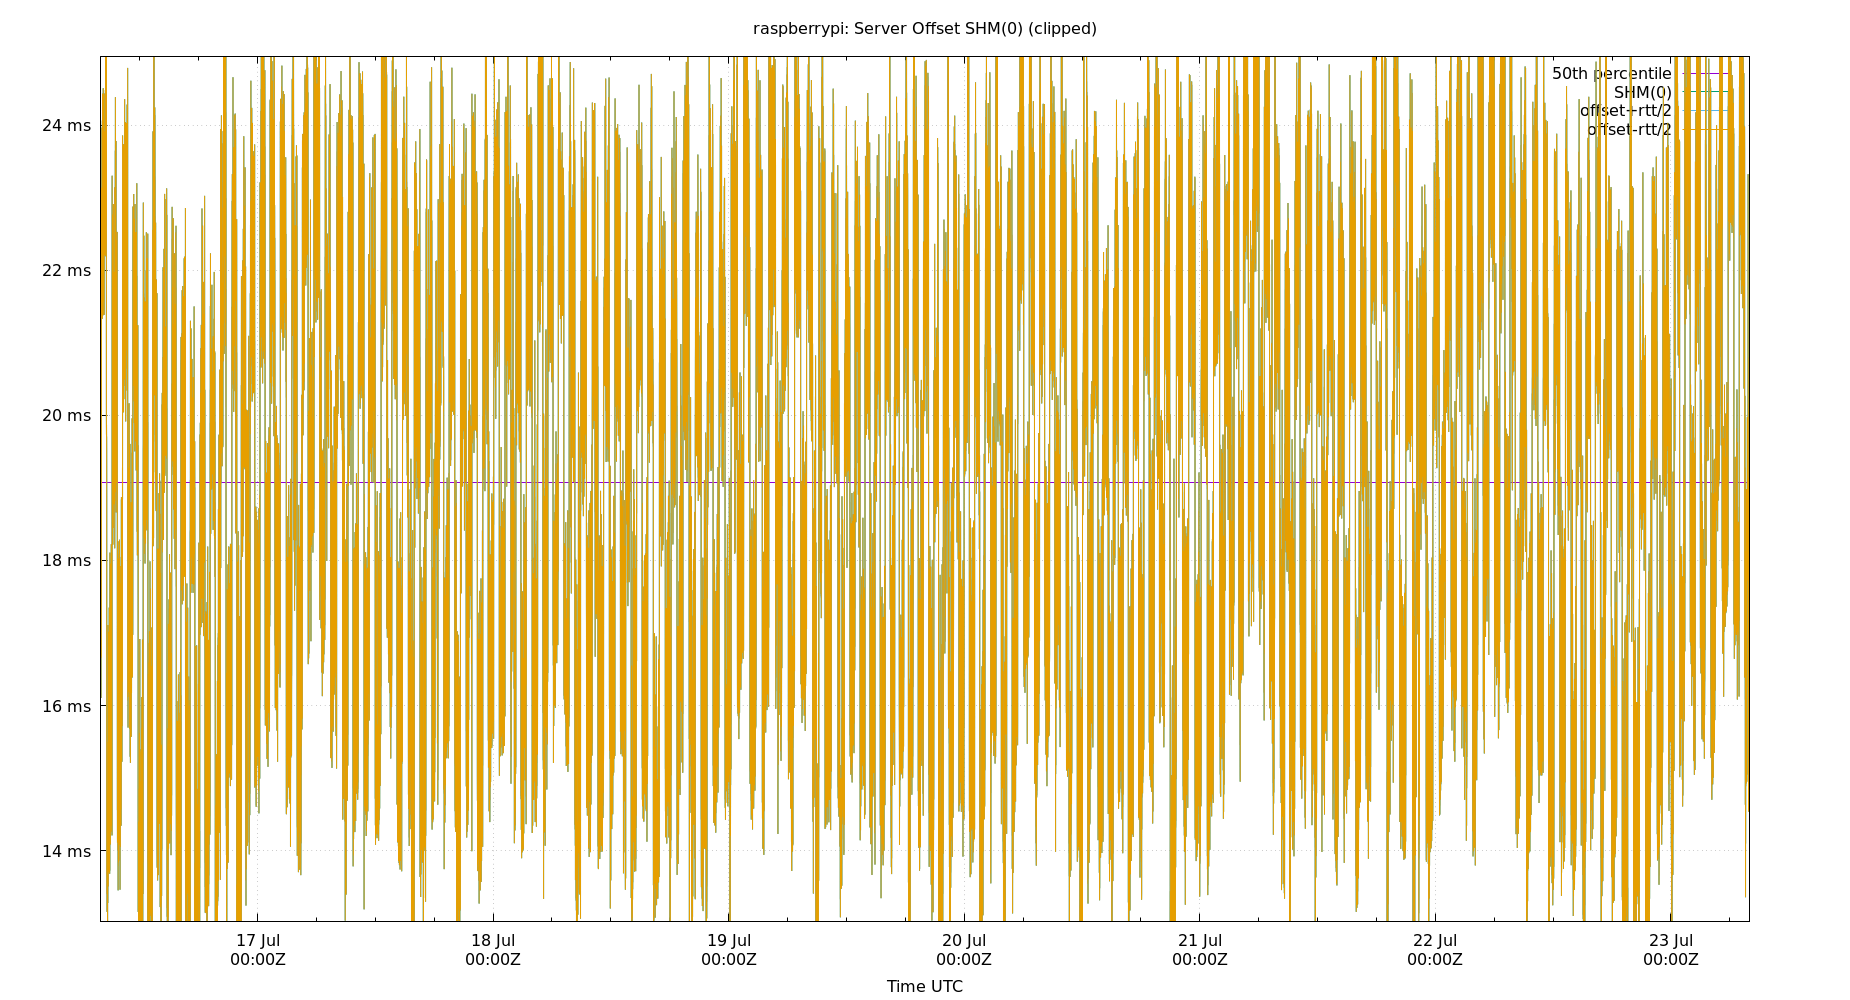 raspberrypi: Server Offset SHM(0) (clipped)
50th percentile
SHM(0)
offset+rtt/2
offset-rtt/2
24 ms
22 ms
20 ms
18 ms
16 ms
14 ms
17 Jul 18 Jul 19 Jul 20 Jul 21 Jul 22 Jul 23 Jul
00:00Z 00:00Z 00:00Z 00:00Z 00:00Z 00:00Z 00:00Z
Time UTC